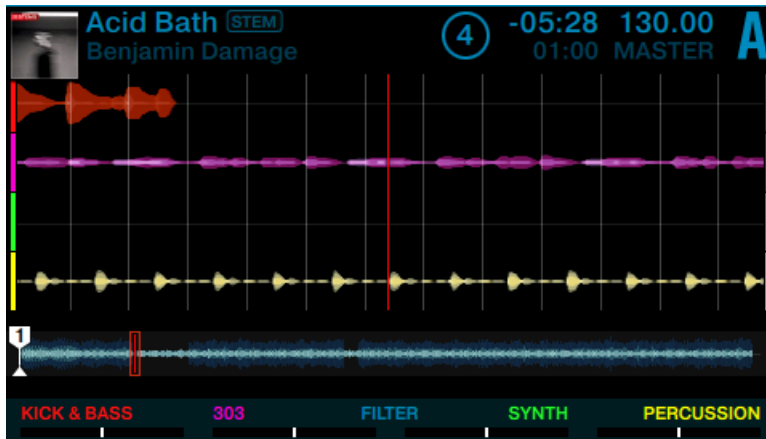 Acid Bath STEM
Benjamin Damage
4
-05:28 130.00
01:00 MASTER
A
1
KICK & BASS 303 FILTER SYNTH PERCUSSION